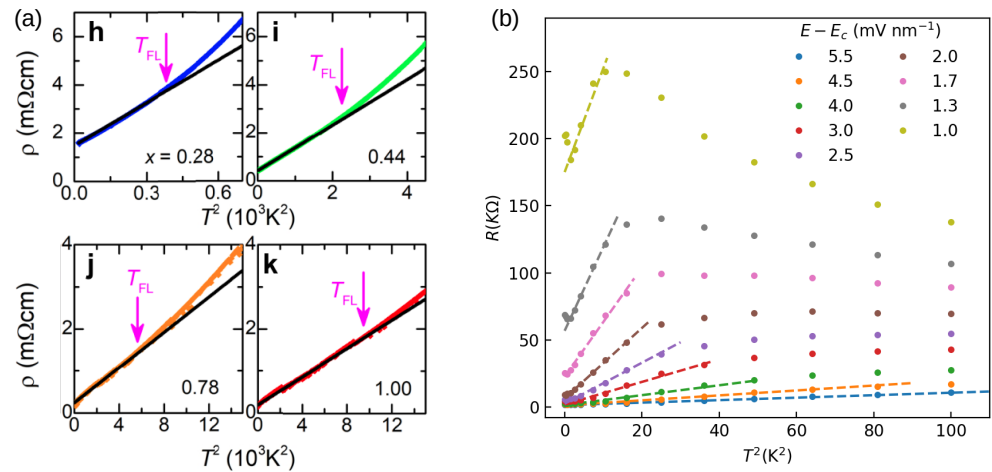 (a)
h
T_FL
x = 0.28
ρ (mΩcm)
6
4
2
0
0.0 0.3 0.6
T² (10³K²)
i
T_FL
0.44
0 2 4
T² (10³K²)
j
T_FL
0.78
ρ (mΩcm)
4
2
0
0 4 8 12
T² (10³K²)
k
T_FL
1.00
0 4 8 12
T² (10³K²)
(b)
E − E_c (mV nm⁻¹)
5.5 2.0
4.5 1.7
4.0 1.3
3.0 1.0
2.5
R(KΩ)
250
200
150
100
50
0
0 20 40 60 80 100
T²(K²)